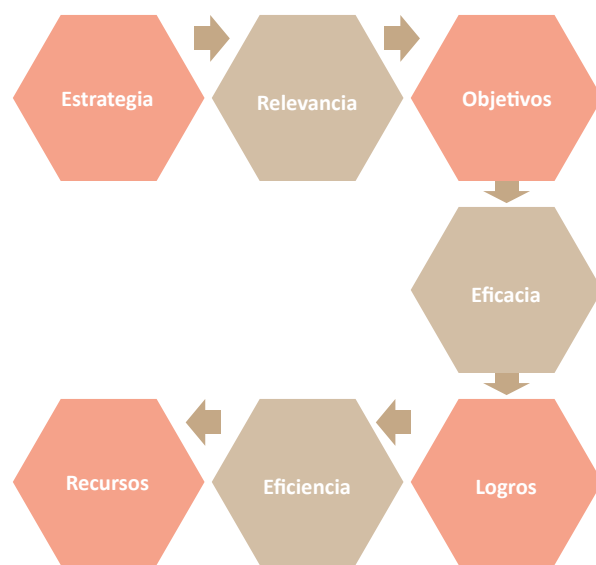 Estrategia
Relevancia
Objetivos
Eficacia
Logros
Eficiencia
Recursos